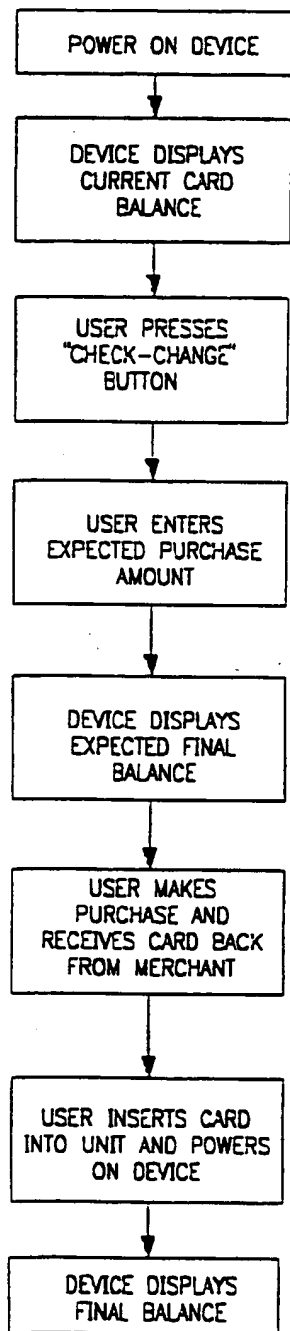 POWER ON DEVICE
DEVICE DISPLAYS
CURRENT CARD
BALANCE
USER PRESSES
"CHECK-CHANGE"
BUTTON
USER ENTERS
EXPECTED PURCHASE
AMOUNT
DEVICE DISPLAYS
EXPECTED FINAL
BALANCE
USER MAKES
PURCHASE AND
RECEIVES CARD BACK
FROM MERCHANT
USER INSERTS CARD
INTO UNIT AND POWERS
ON DEVICE
DEVICE DISPLAYS
FINAL BALANCE